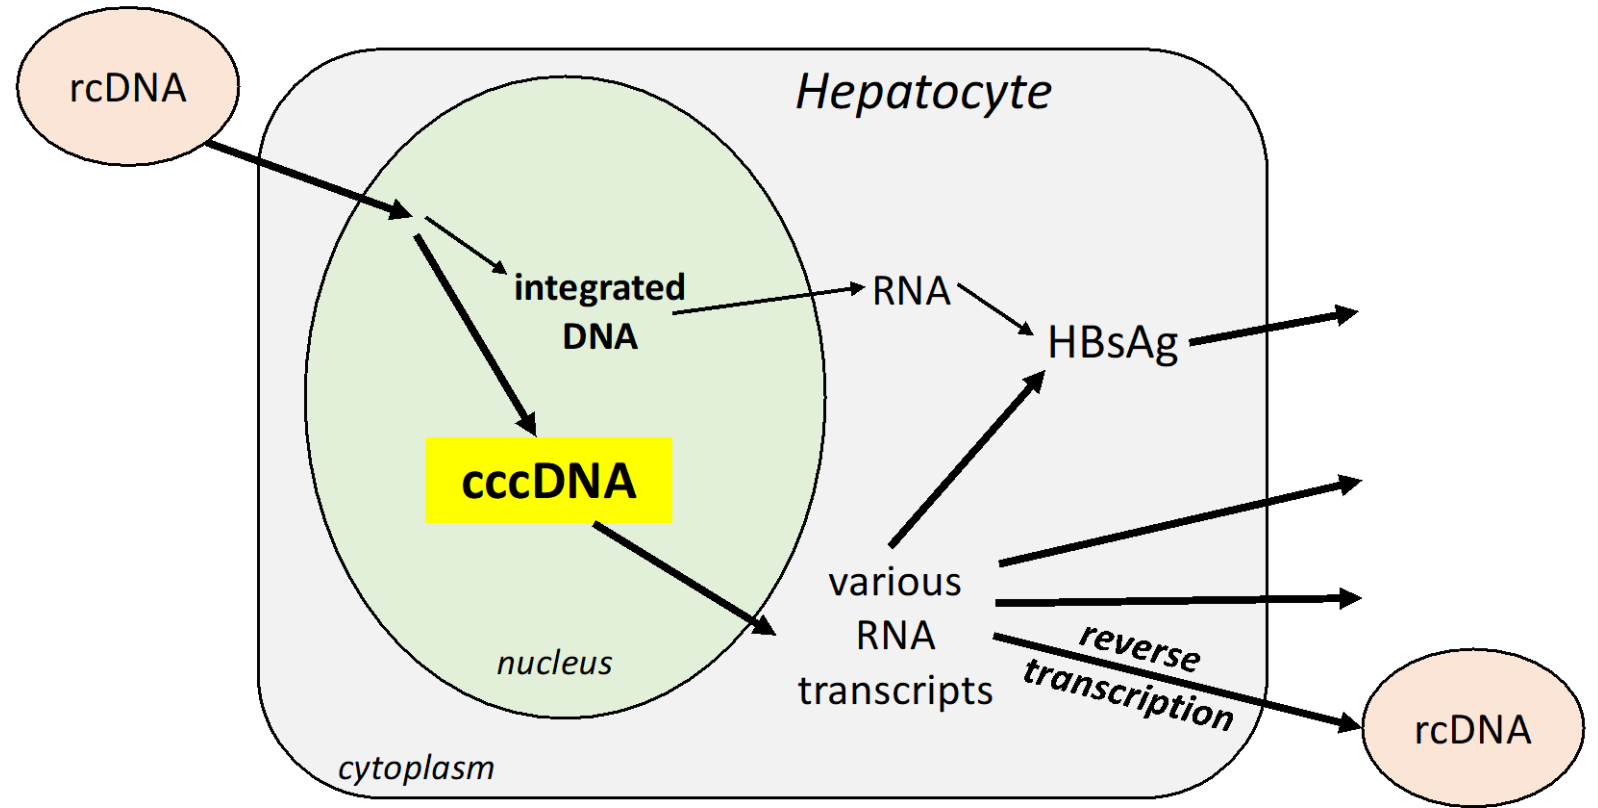 rcDNA
Hepatocyte
integrated
DNA
RNA
HBsAg
cccDNA
various
RNA
transcripts
reverse
transcription
nucleus
cytoplasm
rcDNA